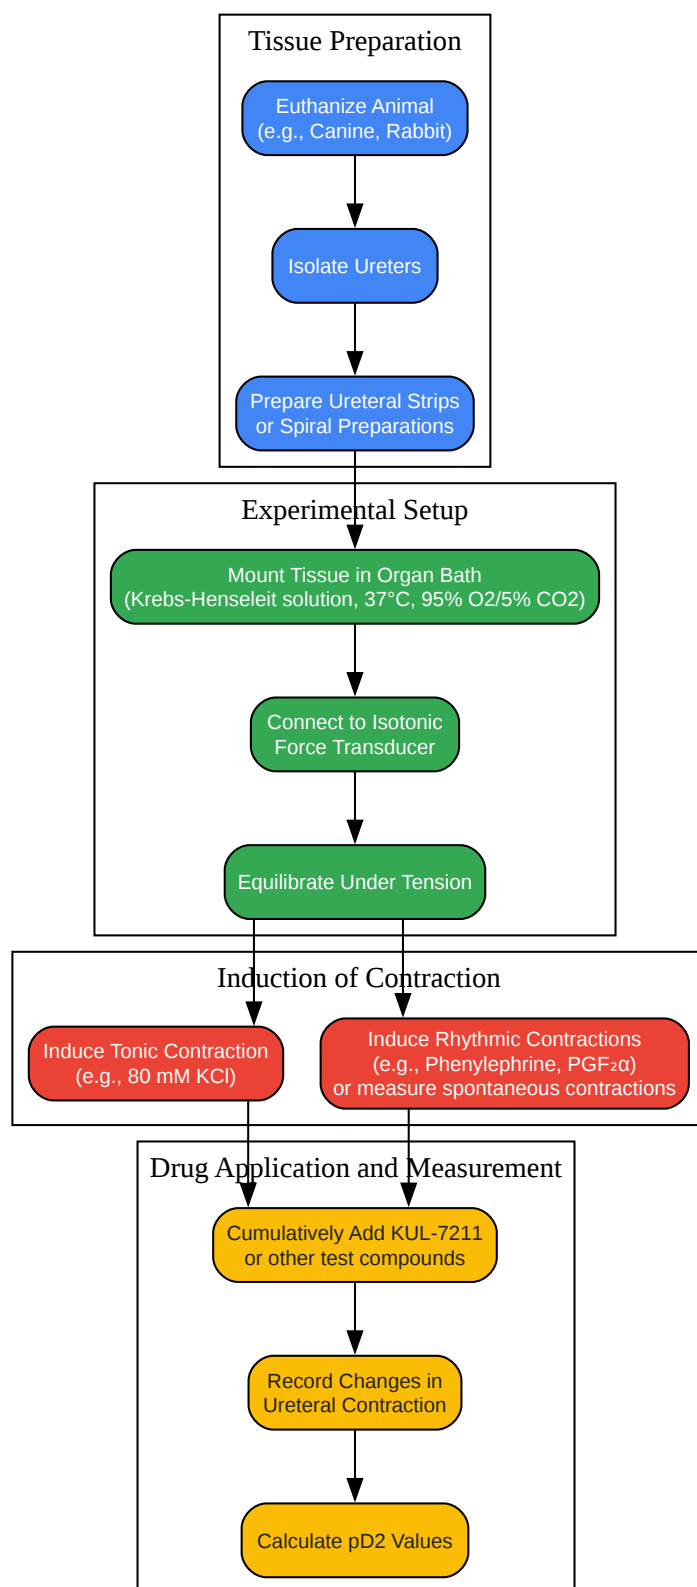 Tissue Preparation
Euthanize Animal
(e.g., Canine, Rabbit)
Isolate Ureters
Prepare Ureteral Strips
or Spiral Preparations
Experimental Setup
Mount Tissue in Organ Bath
(Krebs-Henseleit solution, 37°C, 95% O2/5% CO2)
Connect to Isotonic
Force Transducer
Equilibrate Under Tension
Induction of Contraction
Induce Tonic Contraction
(e.g., 80 mM KCl)
Induce Rhythmic Contractions
(e.g., Phenylephrine, PGF₂α)
or measure spontaneous contractions
Drug Application and Measurement
Cumulatively Add KUL-7211
or other test compounds
Record Changes in
Ureteral Contraction
Calculate pD2 Values